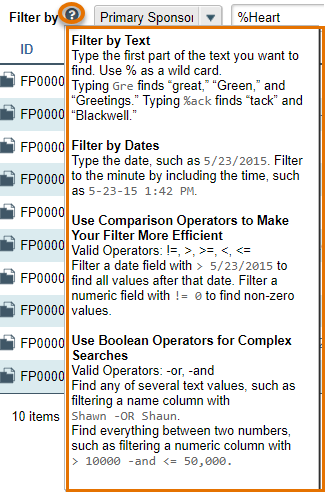 Filter by ? Primary Sponsor %Heart
ID
Filter by Text
Type the first part of the text you want to
find. Use % as a wild card.
Typing Gre finds “great,” “Green,” and
“Greetings.” Typing %ack finds “tack” and
“Blackwell.”
Filter by Dates
Type the date, such as 5/23/2015. Filter
to the minute by including the time, such
as 5-23-15 1:42 PM.
Use Comparison Operators to Make
Your Filter More Efficient
Valid Operators: !=, >, >=, <, <=
Filter a date field with > 5/23/2015 to
find all values after that date. Filter a
numeric field with != 0 to find non-zero
values.
Use Boolean Operators for Complex
Searches
Valid Operators: -or, -and
Find any of several text values, such as
filtering a name column with
Shawn -OR Shaun.
Find everything between two numbers,
such as filtering a numeric column with
> 10000 -and <= 50,000.
FP0000
FP0000
FP0000
FP0000
FP0000
FP0000
FP0000
FP0000
FP0000
FP0000
10 items